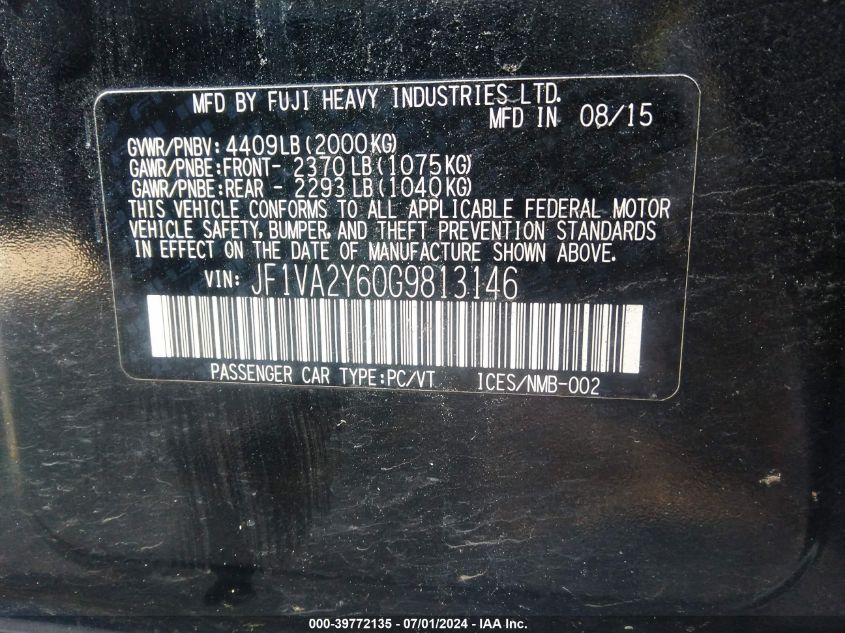 MFD BY FUJI HEAVY INDUSTRIES LTD.
MFD IN 08/15
GVWR/PNBV: 4409LB(2000KG)
GAWR/PNBE:FRONT- 2370 LB(1075KG)
GAWR/PNBE:REAR - 2293 LB(1040KG)
THIS VEHICLE CONFORMS TO ALL APPLICABLE FEDERAL MOTOR
VEHICLE SAFETY, BUMPER, AND THEFT PREVENTION STANDARDS
IN EFFECT ON THE DATE OF MANUFACTURE SHOWN ABOVE.
VIN: JF1VA2Y60G9813146
PASSENGER CAR TYPE:PC/VT ICES/NMB-002
000-39772135 - 07/01/2024 - IAA Inc.